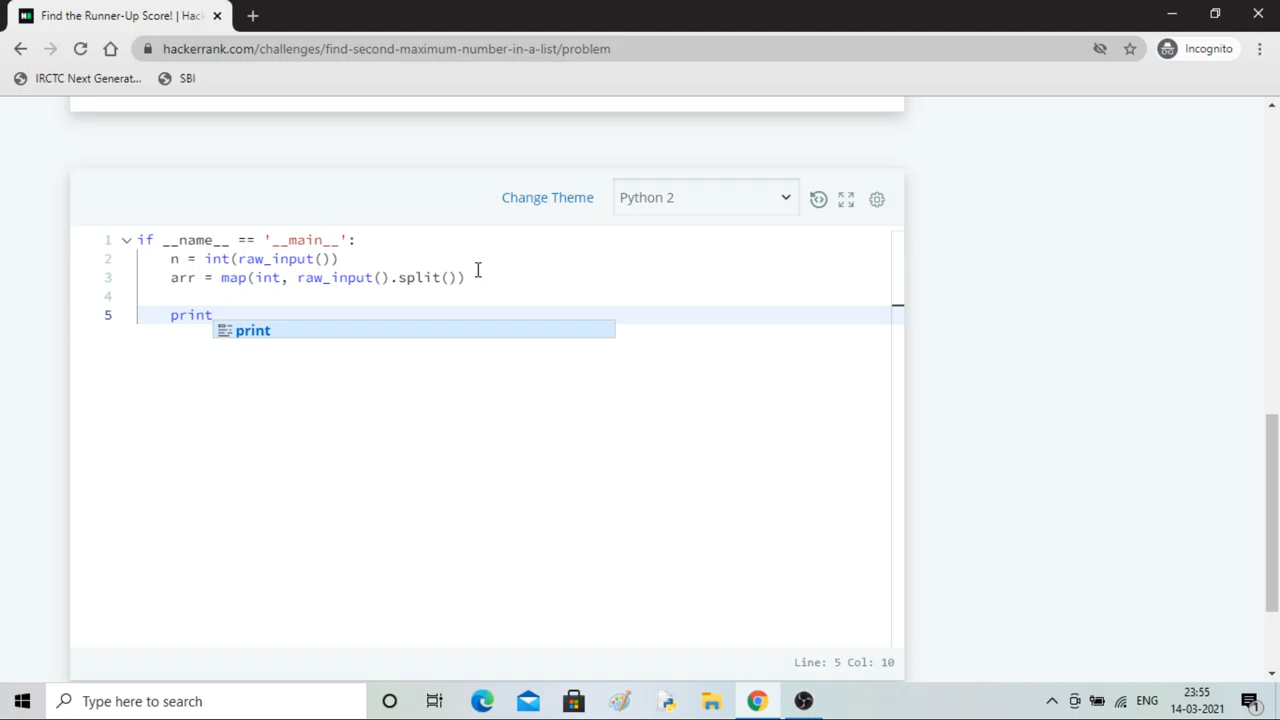 Find the Runner-Up Score! | Hac
hackerrank.com/challenges/find-second-maximum-number-in-a-list/problem
Incognito
IRCTC Next Generat...
SBI
Change Theme
Python 2
1 if __name__ == '__main__':
2 n = int(raw_input())
3 arr = map(int, raw_input().split())
4
5 print
print
Line: 5 Col: 10
Type here to search
ENG
23:55
14-03-2021
1